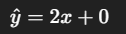 ŷ = 2x + 0